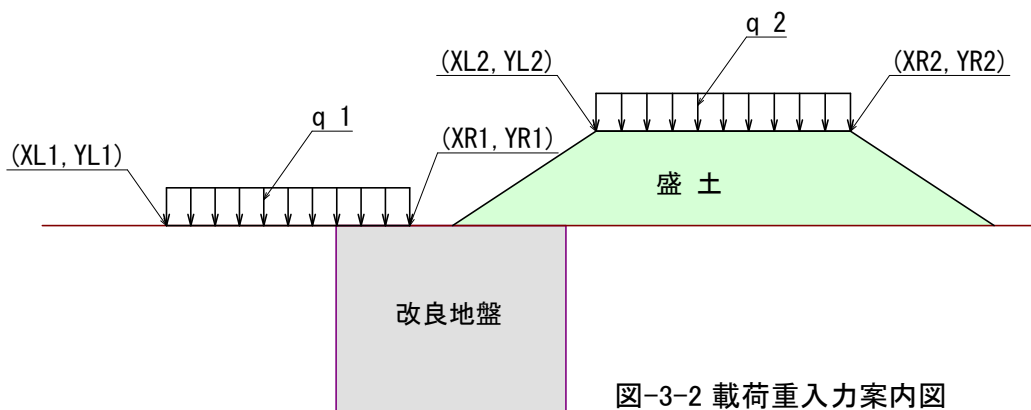 q 2
(XL2, YL2)
(XR2, YR2)
q 1
(XL1, YL1)
(XR1, YR1)
盛 土
改良地盤
図-3-2 載荷重入力案内図